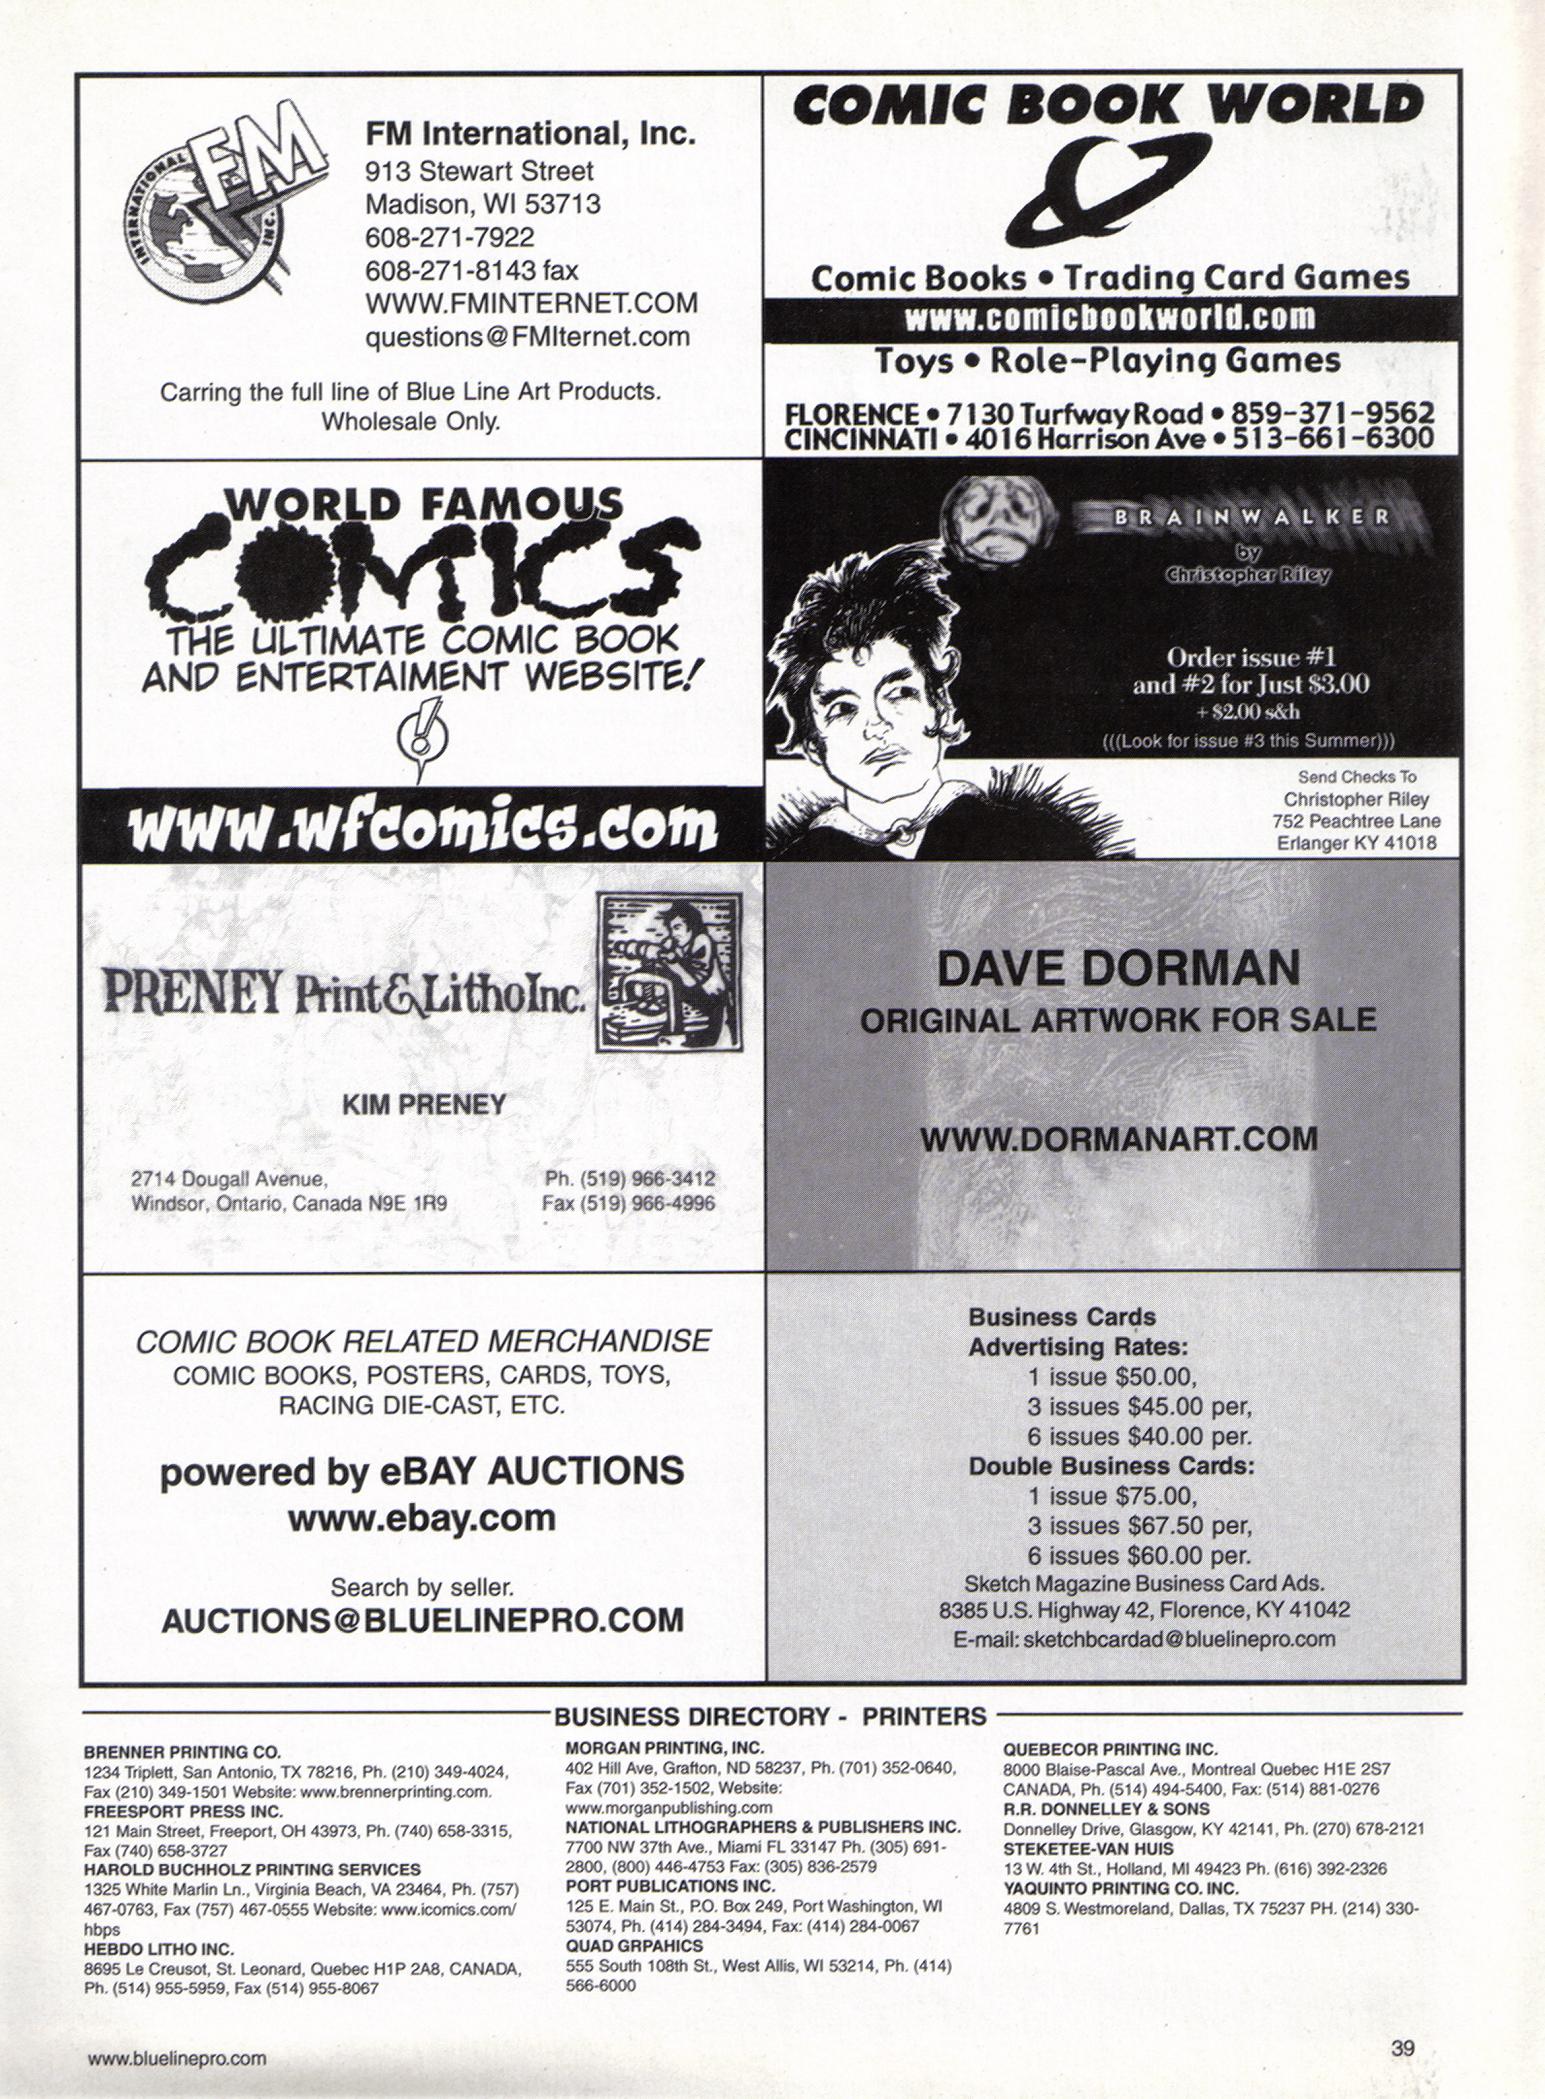 INTERNATIONAL
FM
INC.
FM International, Inc.
913 Stewart Street
Madison, WI 53713
608-271-7922
608-271-8143 fax
WWW.FMINTERNET.COM
questions@FMIternet.com
Carring the full line of Blue Line Art Products.
Wholesale Only.
COMIC BOOK WORLD
Comic Books • Trading Card Games
www.comicbookworld.com
Toys • Role-Playing Games
FLORENCE • 7130 Turfway Road • 859-371-9562
CINCINNATI • 4016 Harrison Ave • 513-661-6300
WORLD FAMOUS
COMICS
THE ULTIMATE COMIC BOOK
AND ENTERTAIMENT WEBSITE!
!
www.wfcomics.com
BRAINWALKER
by
Christopher Riley
Order issue #1
and #2 for Just $3.00
+ $2.00 s&h
(((Look for issue #3 this Summer)))
Send Checks To
Christopher Riley
752 Peachtree Lane
Erlanger KY 41018
PRENEY Print & Litho Inc.
KIM PRENEY
2714 Dougall Avenue,
Windsor, Ontario, Canada N9E 1R9
Ph. (519) 966-3412
Fax (519) 966-4996
DAVE DORMAN
ORIGINAL ARTWORK FOR SALE
WWW.DORMANART.COM
COMIC BOOK RELATED MERCHANDISE
COMIC BOOKS, POSTERS, CARDS, TOYS,
RACING DIE-CAST, ETC.
powered by eBAY AUCTIONS
www.ebay.com
Search by seller.
AUCTIONS@BLUELINEPRO.COM
Business Cards
Advertising Rates:
1 issue $50.00,
3 issues $45.00 per,
6 issues $40.00 per.
Double Business Cards:
1 issue $75.00,
3 issues $67.50 per,
6 issues $60.00 per.
Sketch Magazine Business Card Ads.
8385 U.S. Highway 42, Florence, KY 41042
E-mail: sketchbcardad@bluelinepro.com
BUSINESS DIRECTORY - PRINTERS
BRENNER PRINTING CO.
1234 Triplett, San Antonio, TX 78216, Ph. (210) 349-4024,
Fax (210) 349-1501 Website: www.brennerprinting.com.
FREESPORT PRESS INC.
121 Main Street, Freeport, OH 43973, Ph. (740) 658-3315,
Fax (740) 658-3727
HAROLD BUCHHOLZ PRINTING SERVICES
1325 White Marlin Ln., Virginia Beach, VA 23464, Ph. (757)
467-0763, Fax (757) 467-0555 Website: www.icomics.com/
hbps
HEBDO LITHO INC.
8695 Le Creusot, St. Leonard, Quebec H1P 2A8, CANADA,
Ph. (514) 955-5959, Fax (514) 955-8067
MORGAN PRINTING, INC.
402 Hill Ave, Grafton, ND 58237, Ph. (701) 352-0640,
Fax (701) 352-1502, Website:
www.morganpublishing.com
NATIONAL LITHOGRAPHERS & PUBLISHERS INC.
7700 NW 37th Ave., Miami FL 33147 Ph. (305) 691-
2800, (800) 446-4753 Fax: (305) 836-2579
PORT PUBLICATIONS INC.
125 E. Main St., P.O. Box 249, Port Washington, WI
53074, Ph. (414) 284-3494, Fax: (414) 284-0067
QUAD GRPAHICS
555 South 108th St., West Allis, WI 53214, Ph. (414)
566-6000
QUEBECOR PRINTING INC.
8000 Blaise-Pascal Ave., Montreal Quebec H1E 2S7
CANADA, Ph. (514) 494-5400, Fax: (514) 881-0276
R.R. DONNELLEY & SONS
Donnelley Drive, Glasgow, KY 42141, Ph. (270) 678-2121
STEKETEE-VAN HUIS
13 W. 4th St., Holland, MI 49423 Ph. (616) 392-2326
YAQUINTO PRINTING CO. INC.
4809 S. Westmoreland, Dallas, TX 75237 PH. (214) 330-
7761
www.bluelinepro.com
39